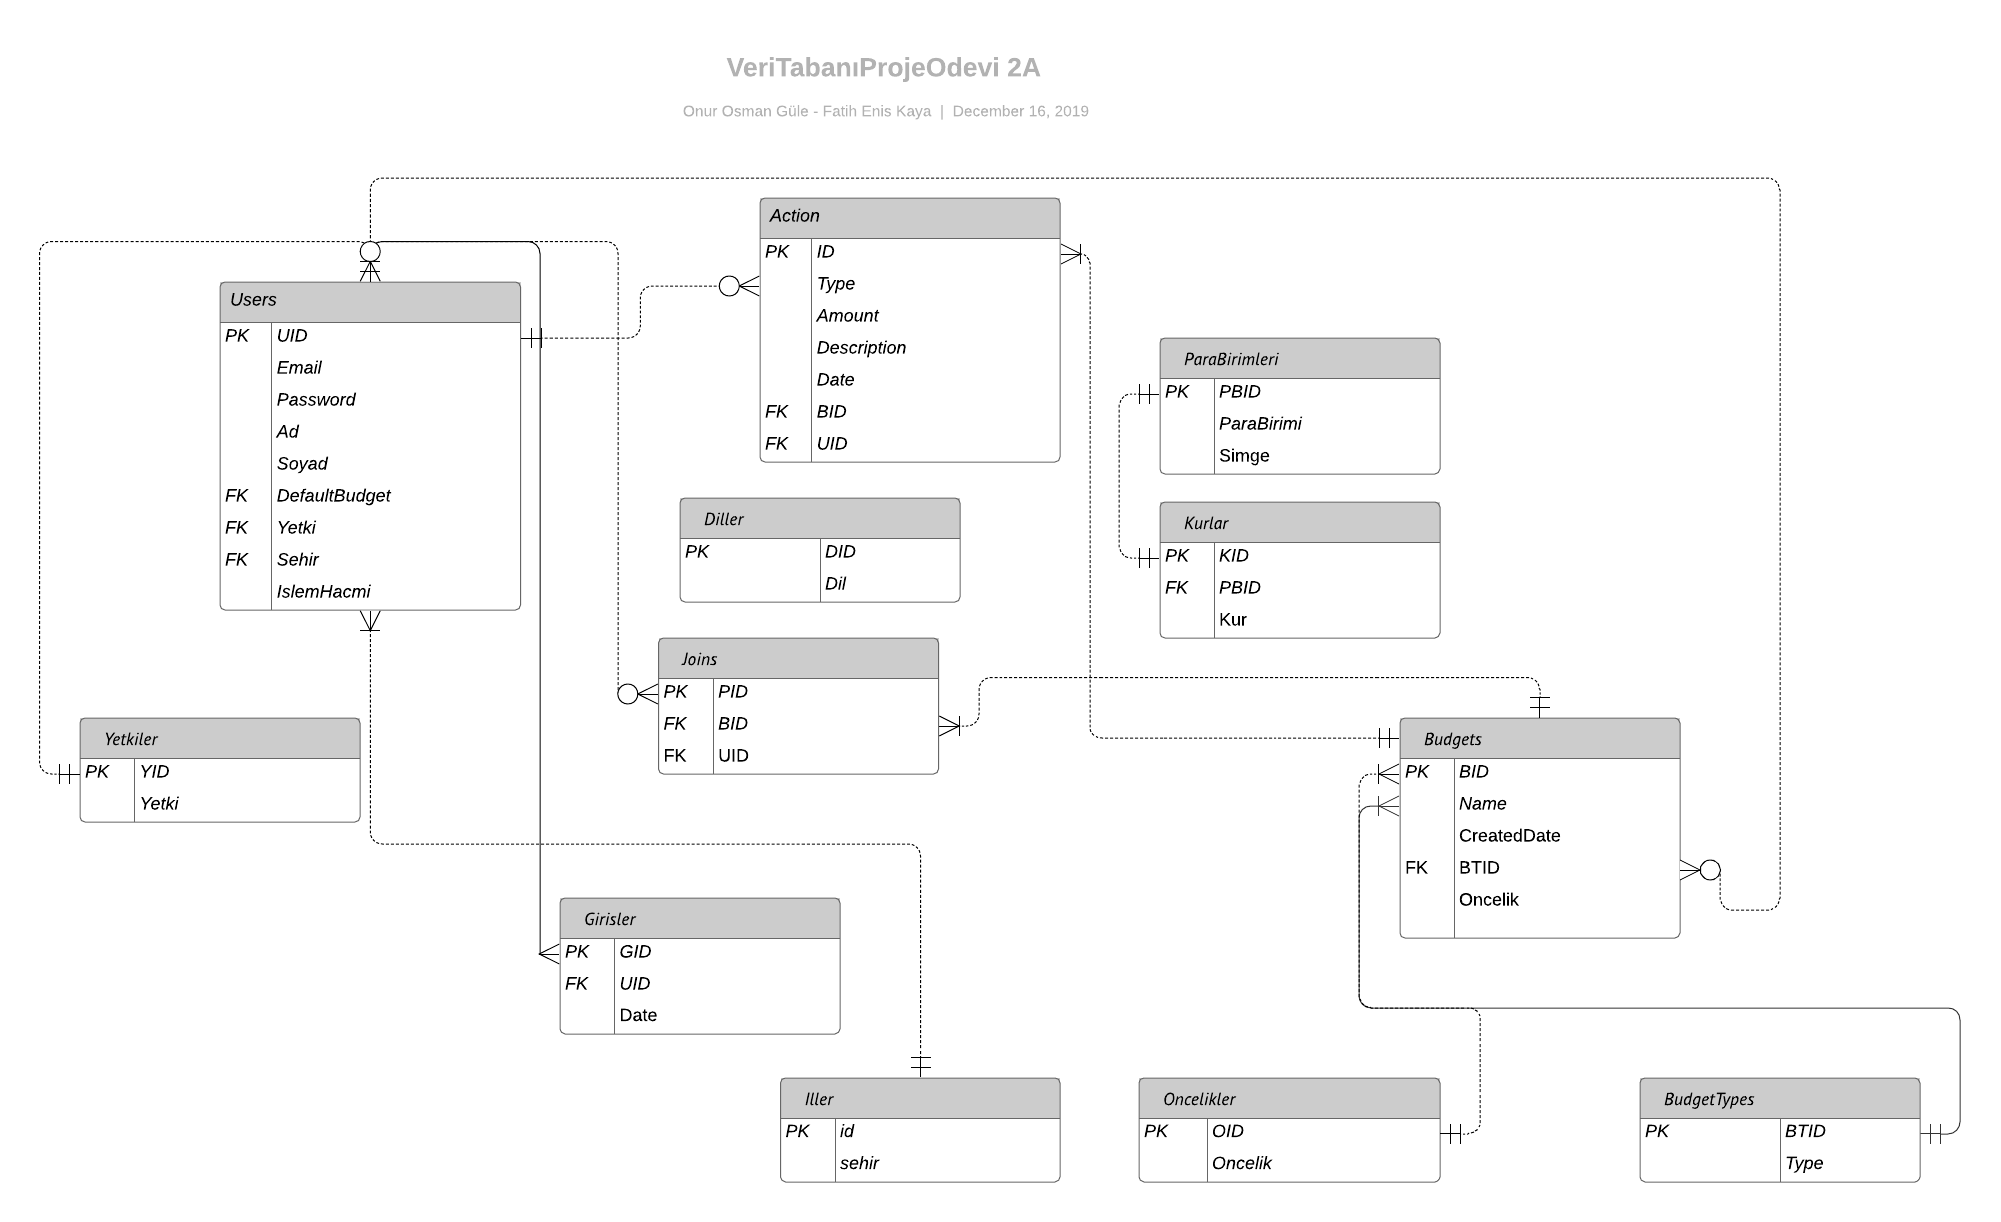 VeriTabanıProjeOdevi 2A
Onur Osman Güle - Fatih Enis Kaya | December 16, 2019
Action
PK ID
Type
Amount
Description
Date
FK BID
FK UID
Users
PK UID
Email
Password
Ad
Soyad
FK DefaultBudget
FK Yetki
FK Sehir
IslemHacmi
ParaBirimleri
PK PBID
ParaBirimi
Simge
Diller
PK DID
Dil
Kurlar
PK KID
FK PBID
Kur
Joins
PK PID
FK BID
FK UID
Yetkiler
PK YID
Yetki
Budgets
PK BID
Name
CreatedDate
FK BTID
Oncelik
Girisler
PK GID
FK UID
Date
Iller
PK id
sehir
Oncelikler
PK OID
Oncelik
BudgetTypes
PK BTID
Type